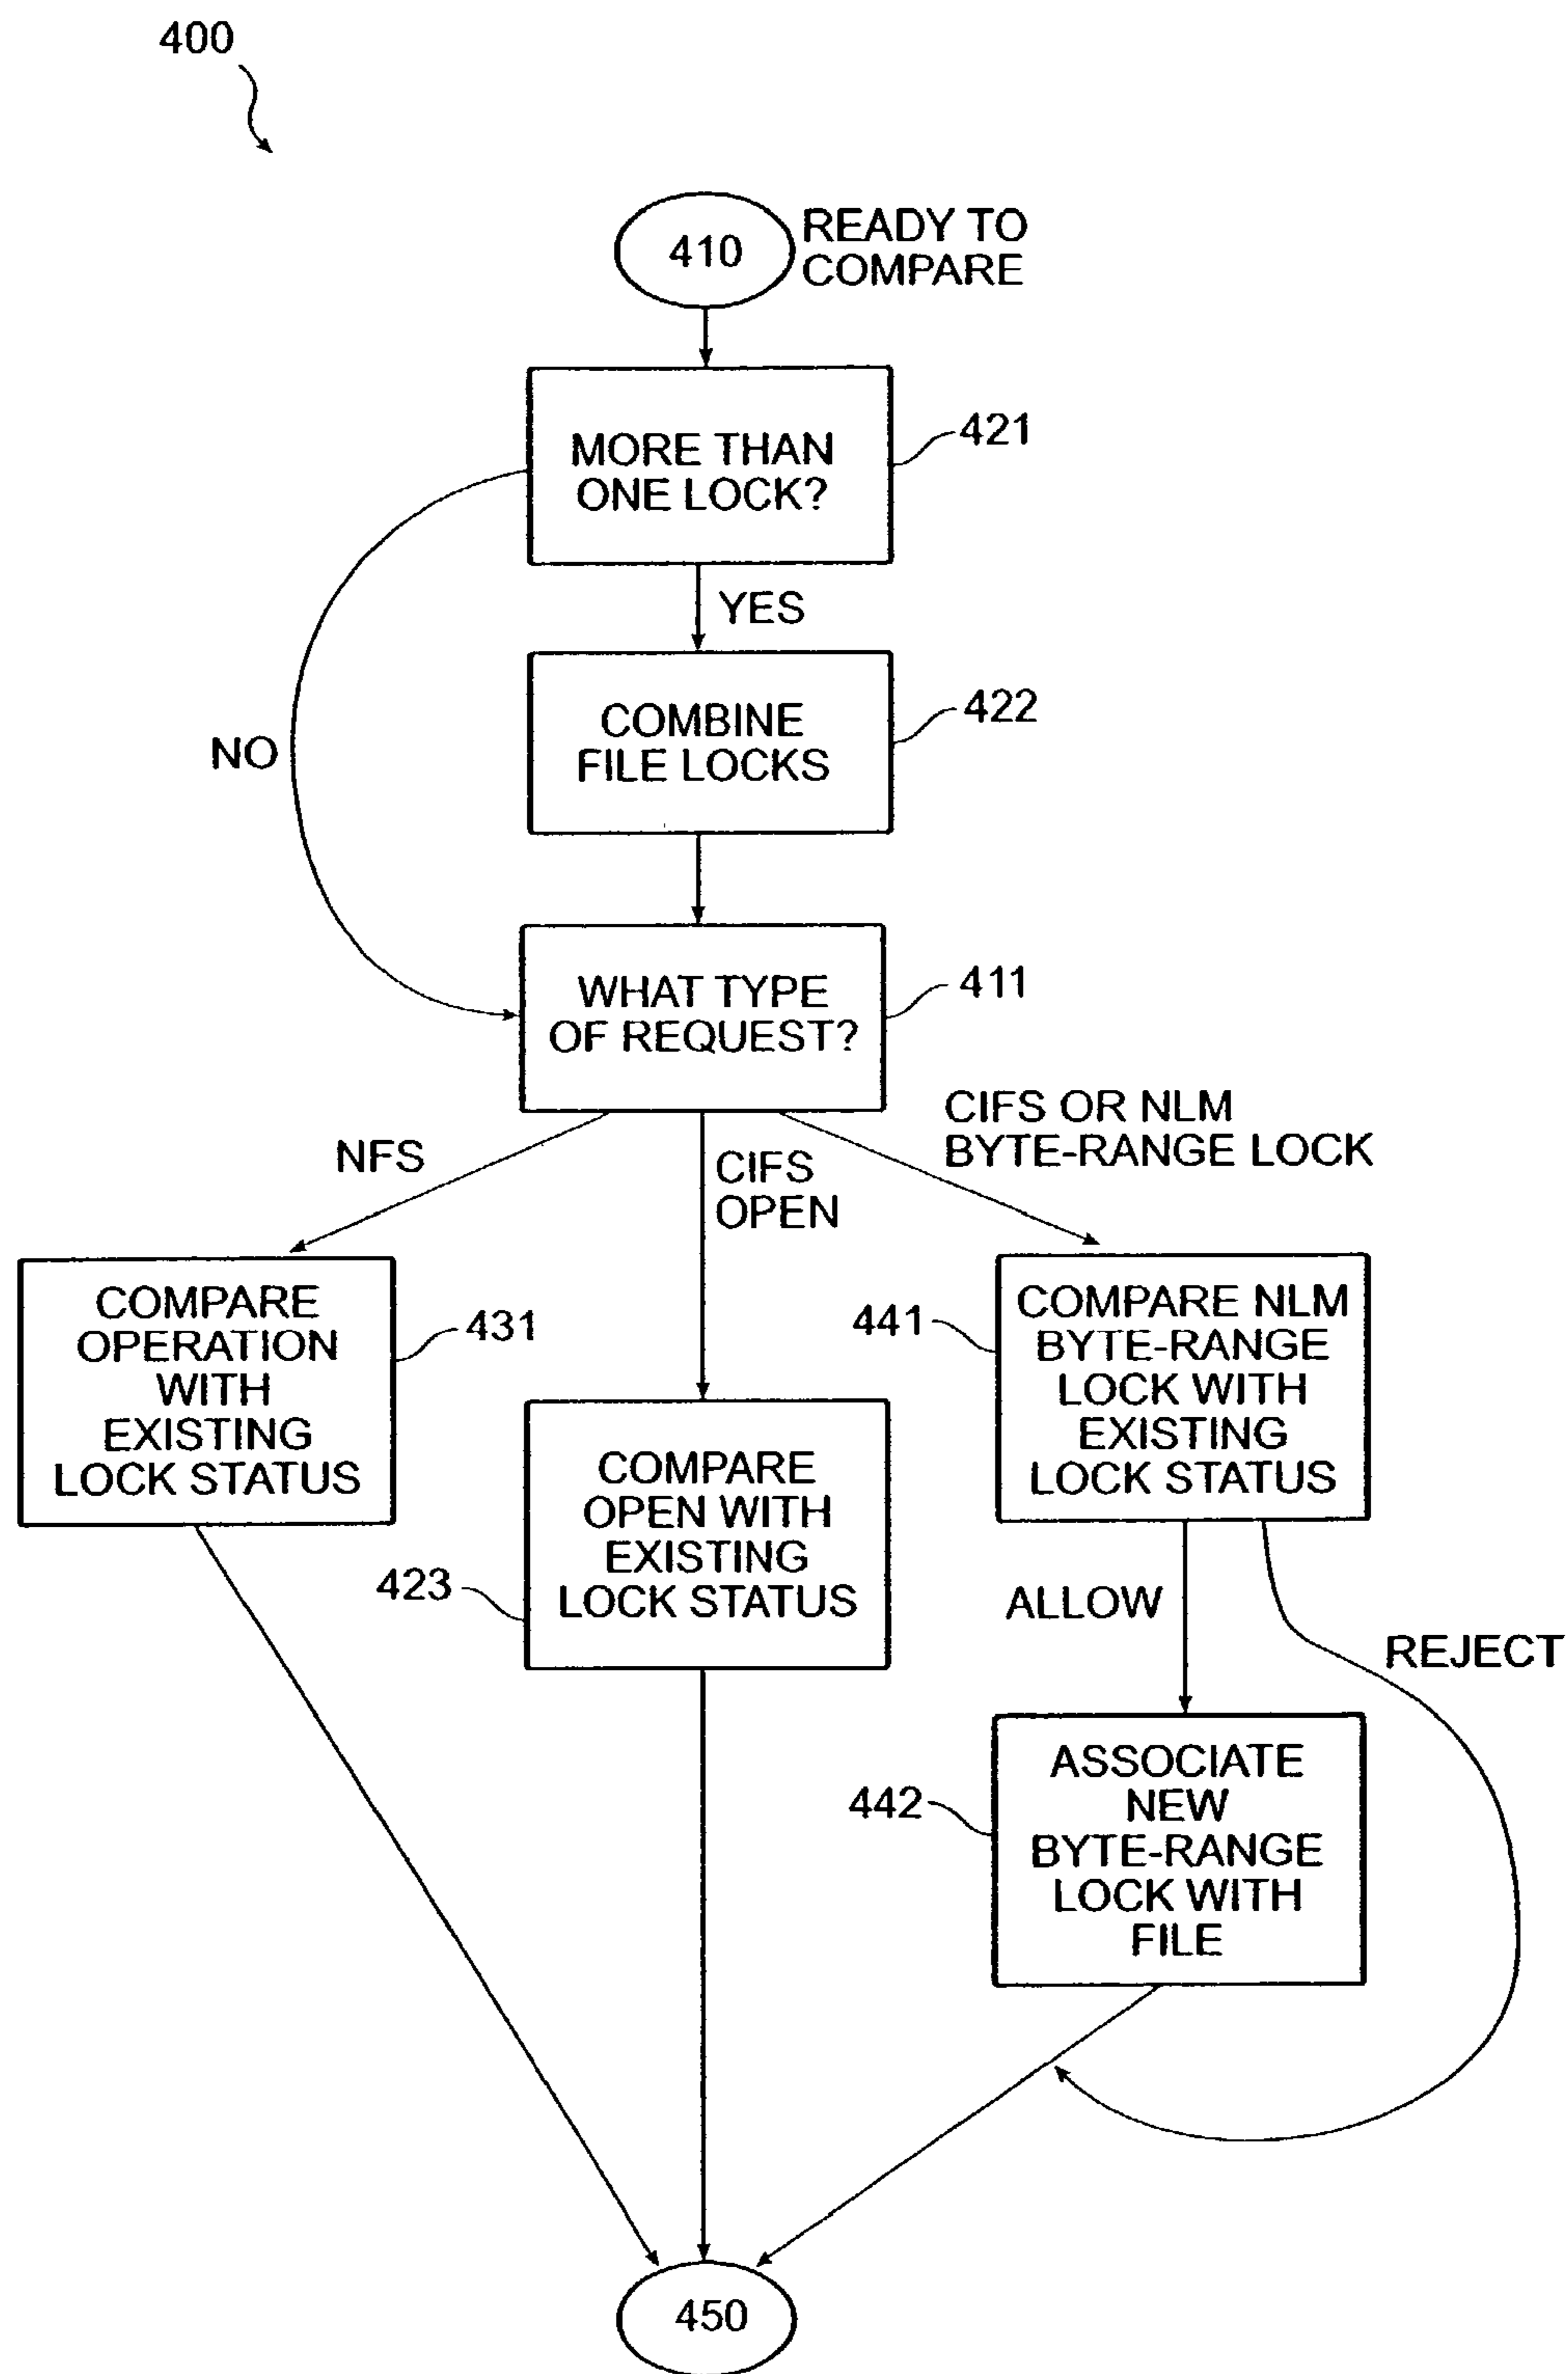 400
410
READY TO
COMPARE
MORE THAN
ONE LOCK?
421
YES
COMBINE
FILE LOCKS
422
NO
WHAT TYPE
OF REQUEST?
411
NFS
CIFS
OPEN
CIFS OR NLM
BYTE-RANGE LOCK
COMPARE
OPERATION
WITH
EXISTING
LOCK STATUS
431
COMPARE
OPEN WITH
EXISTING
LOCK STATUS
423
441
COMPARE NLM
BYTE-RANGE
LOCK WITH
EXISTING
LOCK STATUS
ALLOW
REJECT
442
ASSOCIATE
NEW
BYTE-RANGE
LOCK WITH
FILE
450